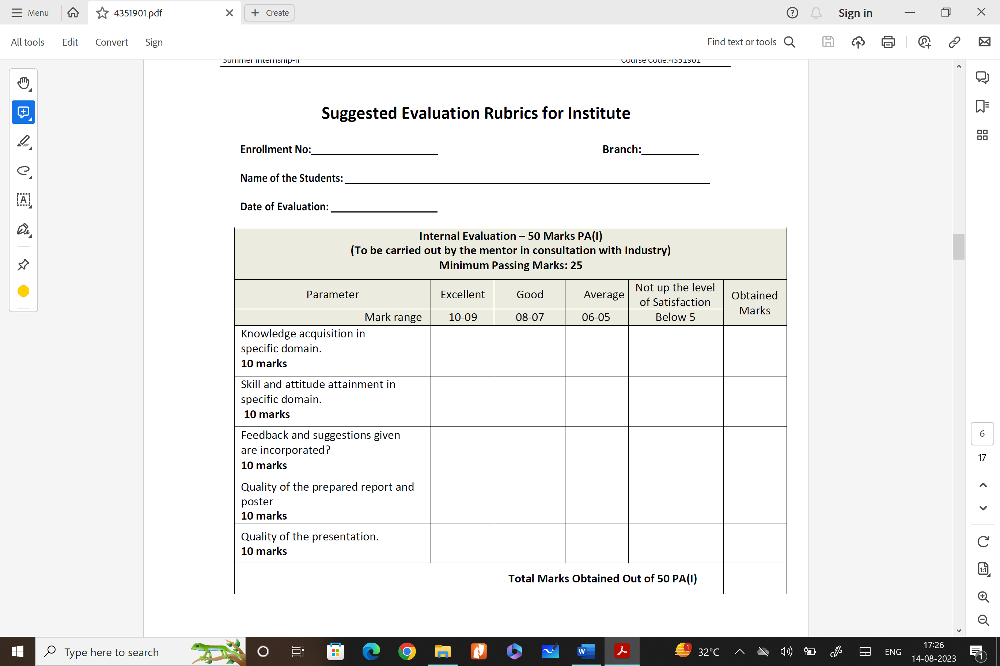 Menu
4351901.pdf
Create
Sign in
All tools
Edit
Convert
Sign
Find text or tools
Summer Internship-II Course Code:4351901
Suggested Evaluation Rubrics for Institute
Enrollment No:
Branch:
Name of the Students:
Date of Evaluation:
Internal Evaluation – 50 Marks PA(I)
(To be carried out by the mentor in consultation with Industry)
Minimum Passing Marks: 25
Parameter
Excellent
Good
Average
Not up the level
of Satisfaction
Obtained
Marks
Mark range
10-09
08-07
06-05
Below 5
Knowledge acquisition in
specific domain.
10 marks
Skill and attitude attainment in
specific domain.
10 marks
Feedback and suggestions given
are incorporated?
10 marks
Quality of the prepared report and
poster
10 marks
Quality of the presentation.
10 marks
Total Marks Obtained Out of 50 PA(I)
6
17
1:1
Type here to search
1
32°C
ENG
17:26
14-08-2023
1